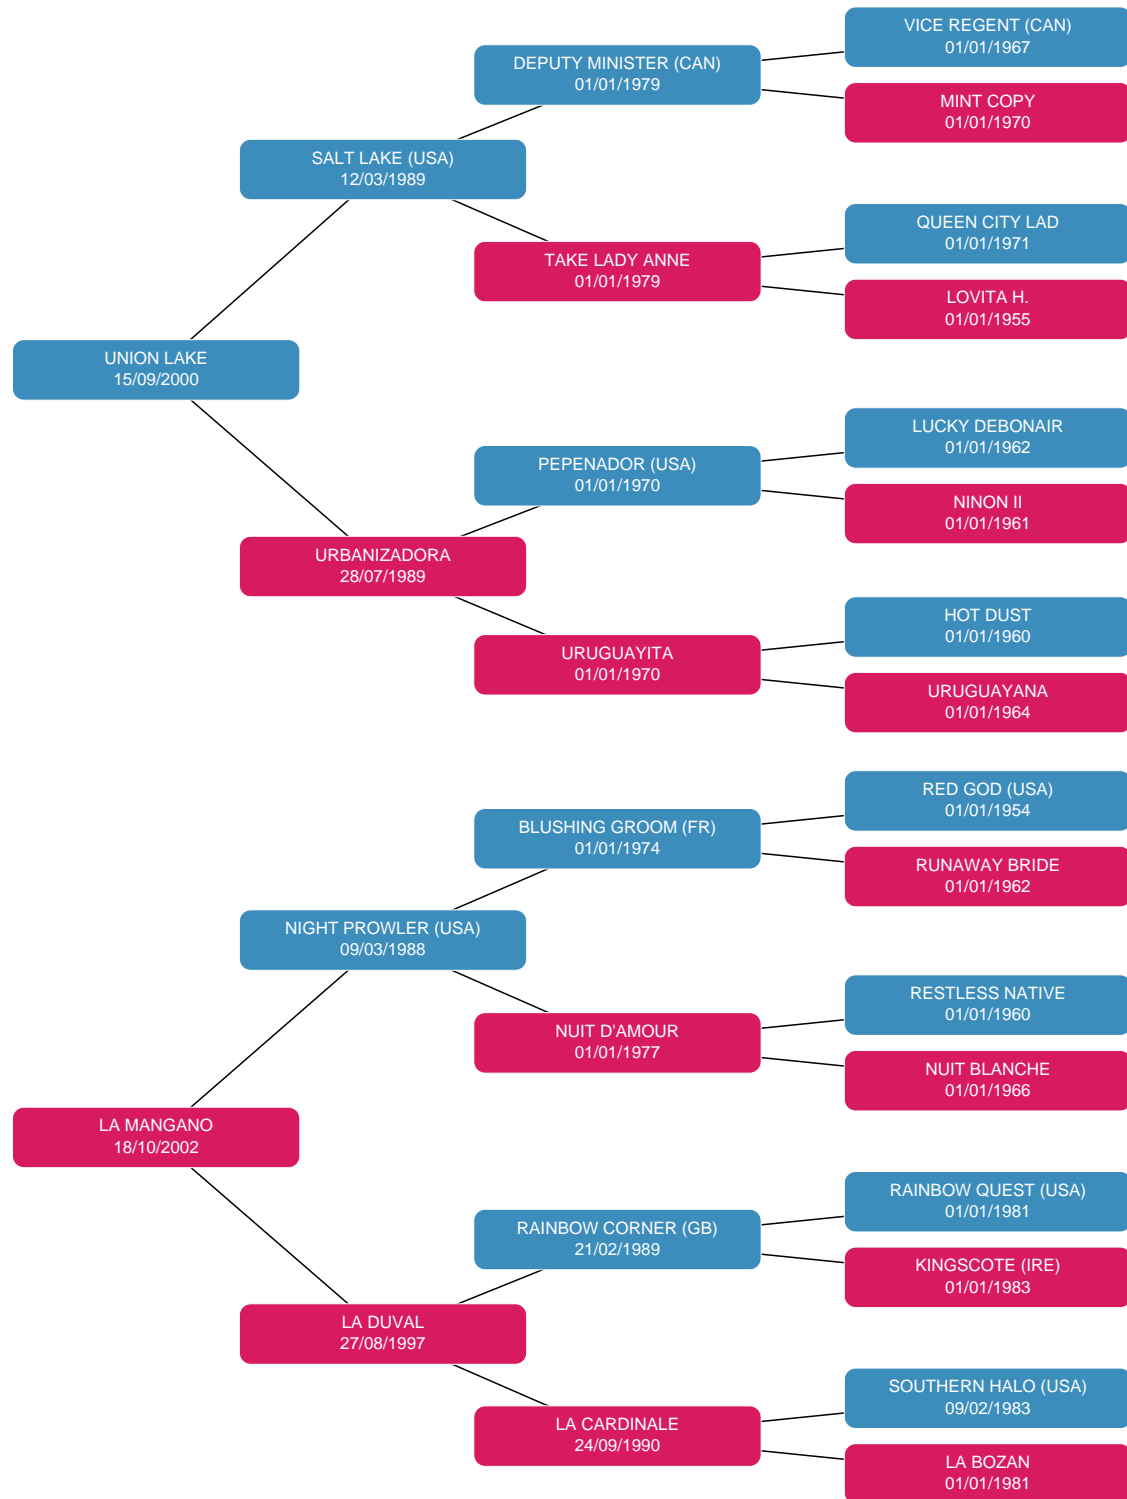 VICE REGENT (CAN)
01/01/1967
DEPUTY MINISTER (CAN)
01/01/1979
MINT COPY
01/01/1970
SALT LAKE (USA)
12/03/1989
QUEEN CITY LAD
01/01/1971
TAKE LADY ANNE
01/01/1979
LOVITA H.
01/01/1955
UNION LAKE
15/09/2000
LUCKY DEBONAIR
01/01/1962
PEPENADOR (USA)
01/01/1970
NINON II
01/01/1961
URBANIZADORA
28/07/1989
HOT DUST
01/01/1960
URUGUAYITA
01/01/1970
URUGUAYANA
01/01/1964
RED GOD (USA)
01/01/1954
BLUSHING GROOM (FR)
01/01/1974
RUNAWAY BRIDE
01/01/1962
NIGHT PROWLER (USA)
09/03/1988
RESTLESS NATIVE
01/01/1960
NUIT D'AMOUR
01/01/1977
NUIT BLANCHE
01/01/1966
LA MANGANO
18/10/2002
RAINBOW QUEST (USA)
01/01/1981
RAINBOW CORNER (GB)
21/02/1989
KINGSCOTE (IRE)
01/01/1983
LA DUVAL
27/08/1997
SOUTHERN HALO (USA)
09/02/1983
LA CARDINALE
24/09/1990
LA BOZAN
01/01/1981